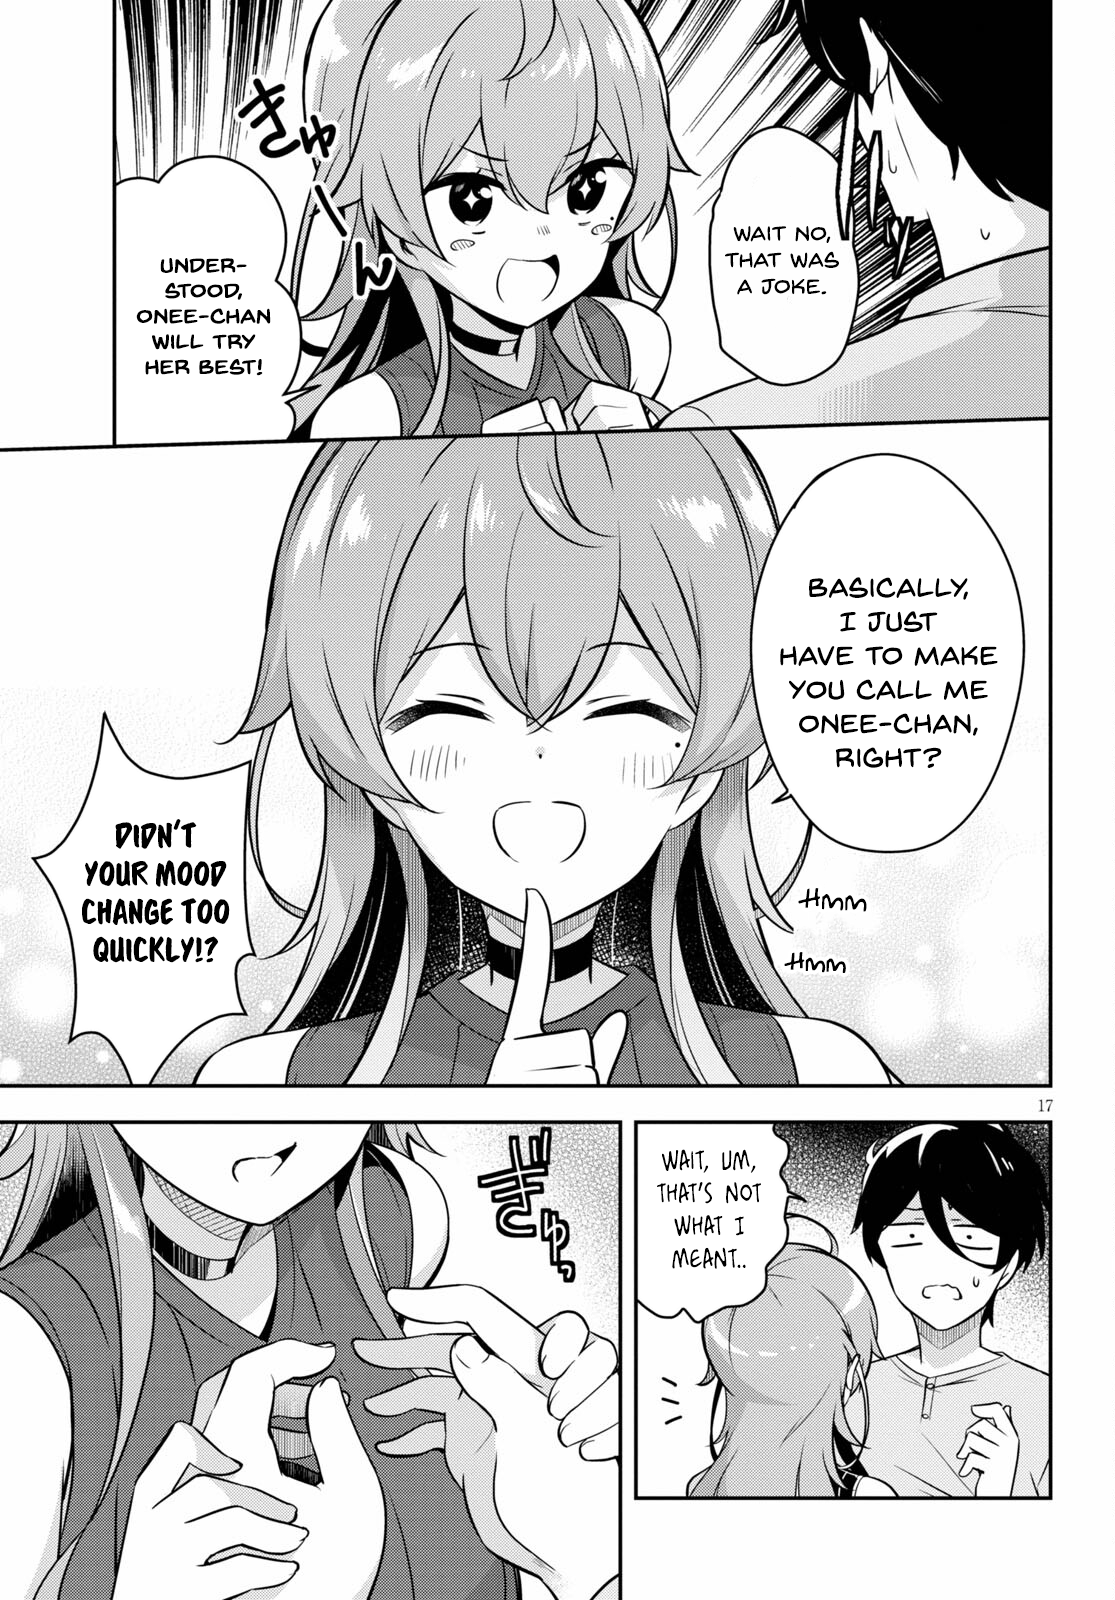 WAIT NO,
THAT WAS
A JOKE.
きゅーん
UNDER-
STOOD,
ONEE-CHAN
WILL TRY
HER BEST!
BASICALLY,
I JUST
HAVE TO MAKE
YOU CALL ME
ONEE-CHAN,
RIGHT?
HMM
HMM
DIDN'T
YOUR MOOD
CHANGE TOO
QUICKLY!?
17
WAIT, UM,
THAT'S NOT
WHAT I
MEANT..
ぎゅっ